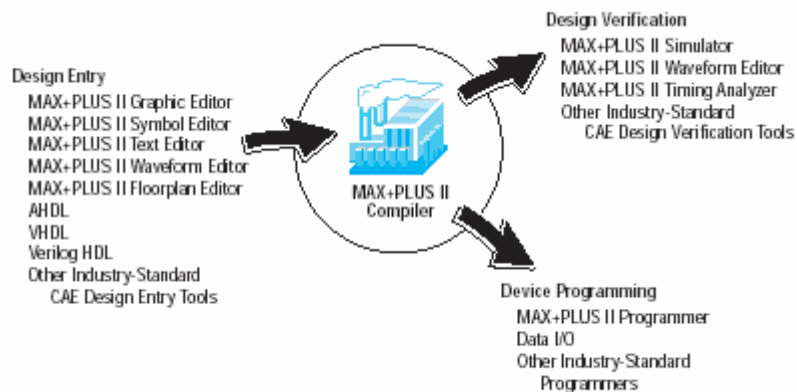 Design Entry
MAX+PLUS II Graphic Editor
MAX+PLUS II Symbol Editor
MAX+PLUS II Text Editor
MAX+PLUS II Waveform Editor
MAX+PLUS II Floorplan Editor
AHDL
VHDL
Verilog HDL
Other Industry-Standard
CAE Design Entry Tools
MAX+PLUS II
Compiler
Design Verification
MAX+PLUS II Simulator
MAX+PLUS II Waveform Editor
MAX+PLUS II Timing Analyzer
Other Industry-Standard
CAE Design Verification Tools
Device Programming
MAX+PLUS II Programmer
Data I/O
Other Industry-Standard
Programmers